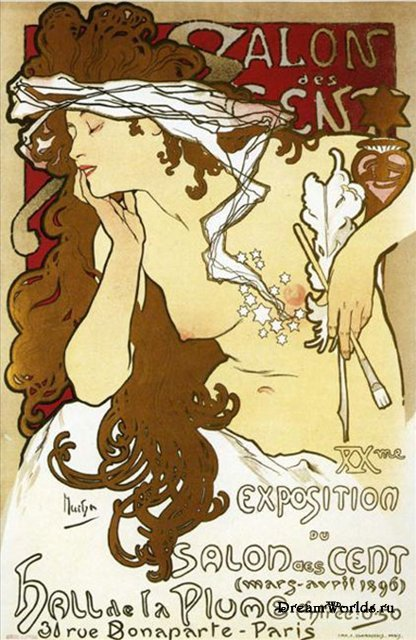 SALON
des
CENT
XXme
EXPOSITION
DU
SALON des CENT
(mars-avril 1896)
HALL de la PLUME
DreamWorlds.ru
31 rue Bonaparte - Paris
Mucha